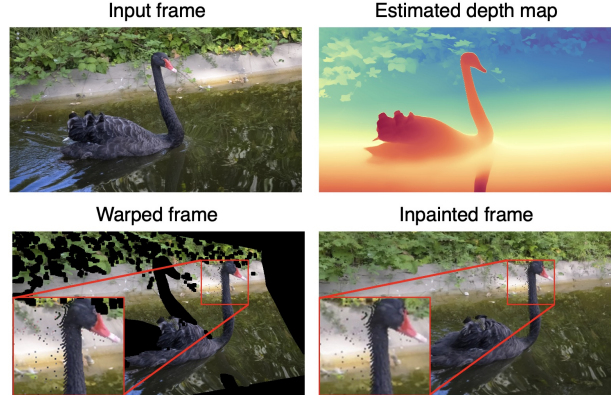 Input frame
Estimated depth map
Warped frame
Inpainted frame